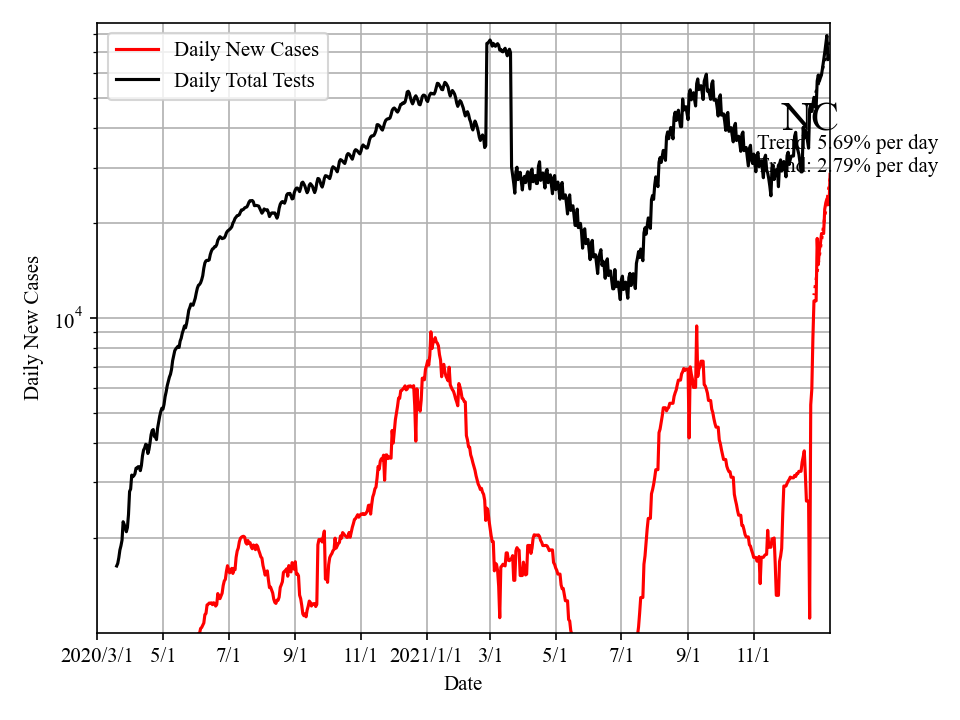 Daily New Cases
Daily Total Tests
NC
Trend: 5.69% per day
Trend: 2.79% per day
Daily New Cases
10^4
2020/3/1 5/1 7/1 9/1 11/1 2021/1/1 3/1 5/1 7/1 9/1 11/1
Date